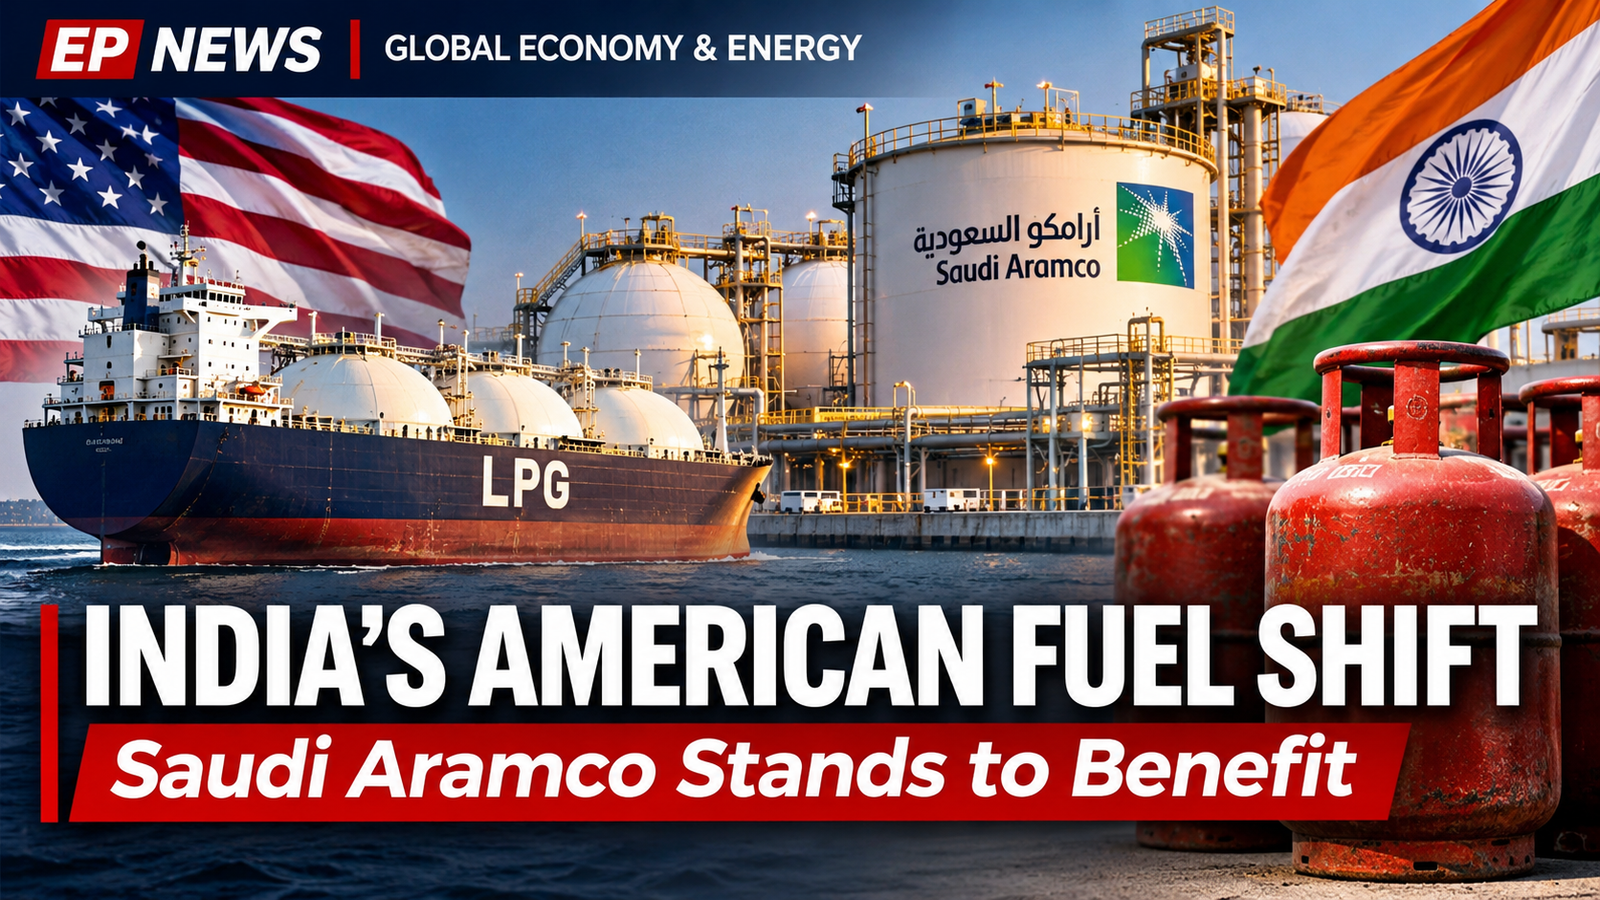 EP NEWS
GLOBAL ECONOMY & ENERGY
أرامكو السعودية
Saudi Aramco
LPG
INDIA'S AMERICAN FUEL SHIFT
Saudi Aramco Stands to Benefit